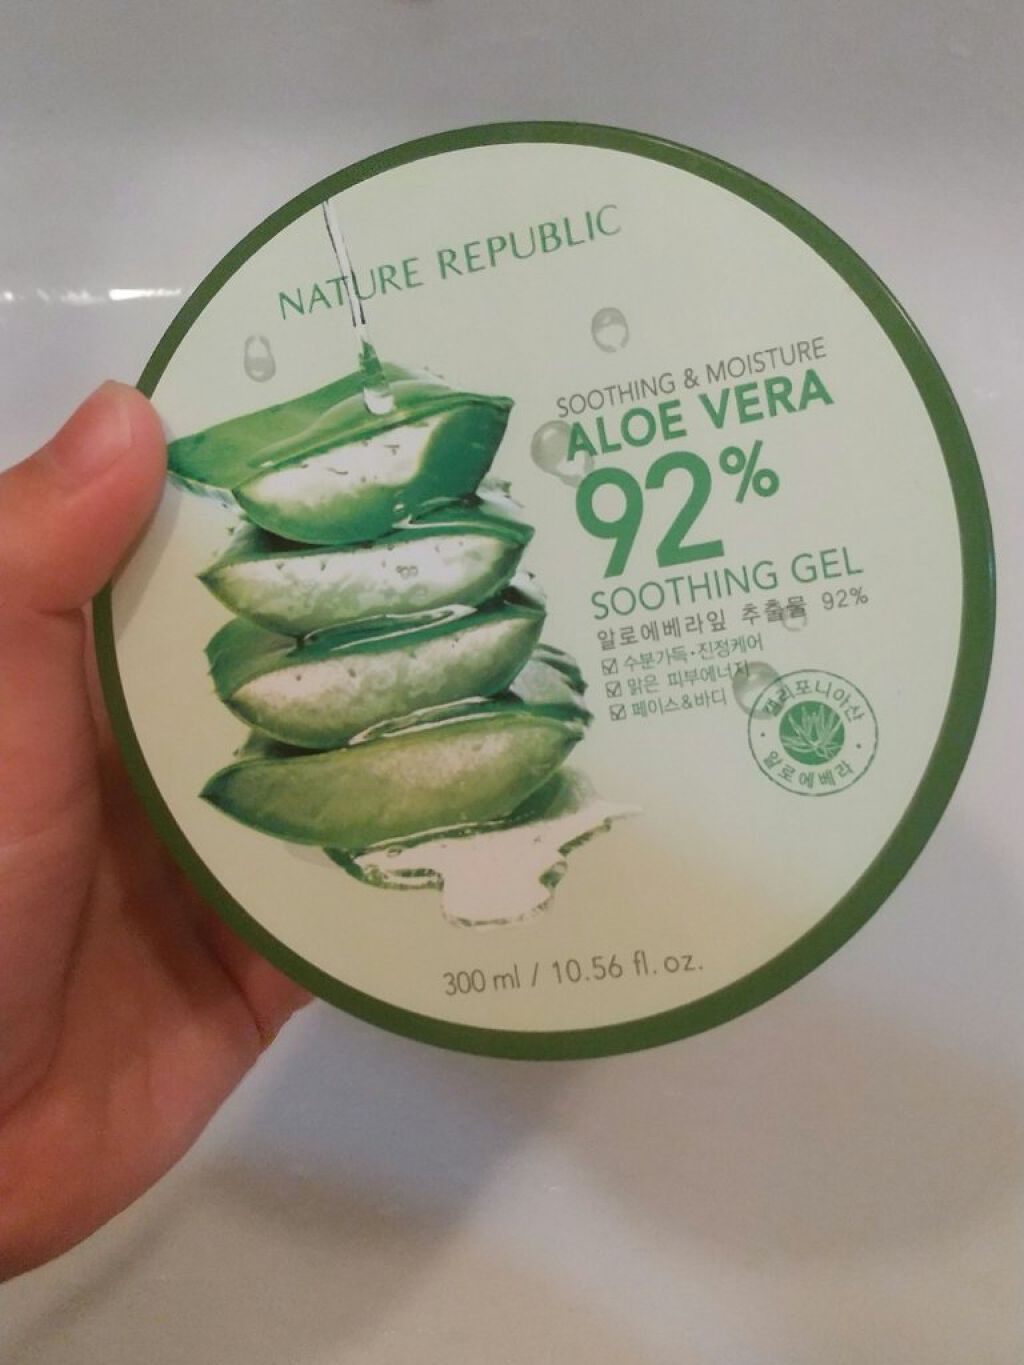 NATURE REPUBLIC
SOOTHING & MOISTURE
ALOE VERA
92%
SOOTHING GEL
알로에베라잎 추출물 92%
☑ 수분가득·진정케어
☑ 맑은 피부에너지
☑ 페이스&바디
캘리포니아산
알로에베라
300 ml / 10.56 fl. oz.